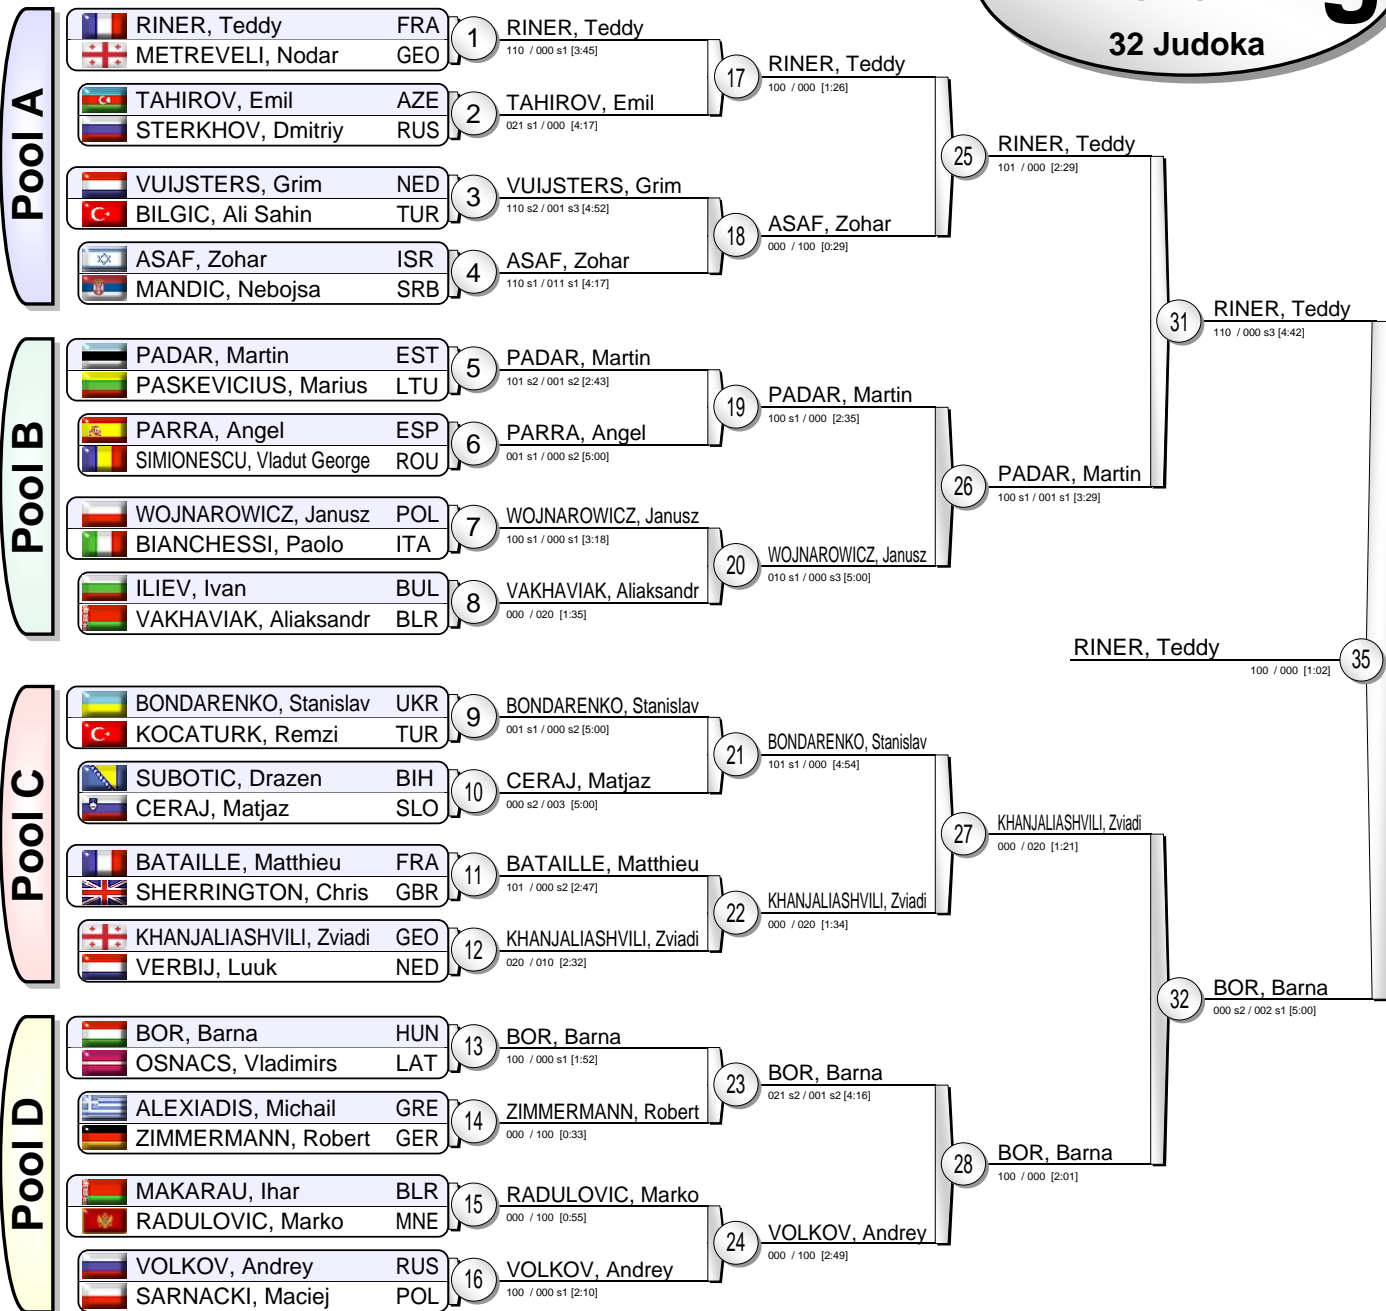 32 Judoka
Pool A
RINER, Teddy FRA
METREVELI, Nodar GEO
1
TAHIROV, Emil AZE
STERKHOV, Dmitriy RUS
2
VUIJSTERS, Grim NED
BILGIC, Ali Sahin TUR
3
ASAF, Zohar ISR
MANDIC, Nebojsa SRB
4
Pool B
PADAR, Martin EST
PASKEVICIUS, Marius LTU
5
PARRA, Angel ESP
SIMIONESCU, Vladut George ROU
6
WOJNAROWICZ, Janusz POL
BIANCHESSI, Paolo ITA
7
ILIEV, Ivan BUL
VAKHAVIAK, Aliaksandr BLR
8
Pool C
BONDARENKO, Stanislav UKR
KOCATURK, Remzi TUR
9
SUBOTIC, Drazen BIH
CERAJ, Matjaz SLO
10
BATAILLE, Matthieu FRA
SHERRINGTON, Chris GBR
11
KHANJALIASHVILI, Zviadi GEO
VERBIJ, Luuk NED
12
Pool D
BOR, Barna HUN
OSNACS, Vladimirs LAT
13
ALEXIADIS, Michail GRE
ZIMMERMANN, Robert GER
14
MAKARAU, Ihar BLR
RADULOVIC, Marko MNE
15
VOLKOV, Andrey RUS
SARNACKI, Maciej POL
16
RINER, Teddy
110 / 000 s1 [3:45]
TAHIROV, Emil
021 s1 / 000 [4:17]
17
VUIJSTERS, Grim
110 s2 / 001 s3 [4:52]
ASAF, Zohar
110 s1 / 011 s1 [4:17]
18
PADAR, Martin
101 s2 / 001 s2 [2:43]
PARRA, Angel
001 s1 / 000 s2 [5:00]
19
WOJNAROWICZ, Janusz
100 s1 / 000 s1 [3:18]
VAKHAVIAK, Aliaksandr
000 / 020 [1:35]
20
BONDARENKO, Stanislav
001 s1 / 000 s2 [5:00]
CERAJ, Matjaz
000 s2 / 003 [5:00]
21
BATAILLE, Matthieu
101 / 000 s2 [2:47]
KHANJALIASHVILI, Zviadi
020 / 010 [2:32]
22
BOR, Barna
100 / 000 s1 [1:52]
ZIMMERMANN, Robert
000 / 100 [0:33]
23
RADULOVIC, Marko
000 / 100 [0:55]
VOLKOV, Andrey
100 / 000 s1 [2:10]
24
RINER, Teddy
100 / 000 [1:26]
ASAF, Zohar
000 / 100 [0:29]
25
PADAR, Martin
100 s1 / 000 [2:35]
WOJNAROWICZ, Janusz
010 s1 / 000 s3 [5:00]
26
BONDARENKO, Stanislav
101 s1 / 000 [4:54]
KHANJALIASHVILI, Zviadi
000 / 020 [1:34]
27
BOR, Barna
021 s2 / 001 s2 [4:16]
VOLKOV, Andrey
000 / 100 [2:49]
28
RINER, Teddy
101 / 000 [2:29]
PADAR, Martin
100 s1 / 001 s1 [3:29]
31
KHANJALIASHVILI, Zviadi
000 / 020 [1:21]
BOR, Barna
100 / 000 [2:01]
32
RINER, Teddy
110 / 000 s3 [4:42]
BOR, Barna
000 s2 / 002 s1 [5:00]
RINER, Teddy
100 / 000 [1:02]
35